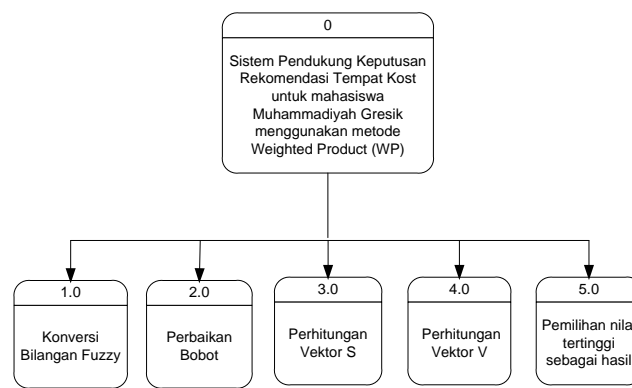 0
Sistem Pendukung Keputusan
Rekomendasi Tempat Kost
untuk mahasiswa
Muhammadiyah Gresik
menggunakan metode
Weighted Product (WP)
1.0
Konversi
Bilangan Fuzzy
2.0
Perbaikan
Bobot
3.0
Perhitungan
Vektor S
4.0
Perhitungan
Vektor V
5.0
Pemilihan nilai
tertinggi
sebagai hasil